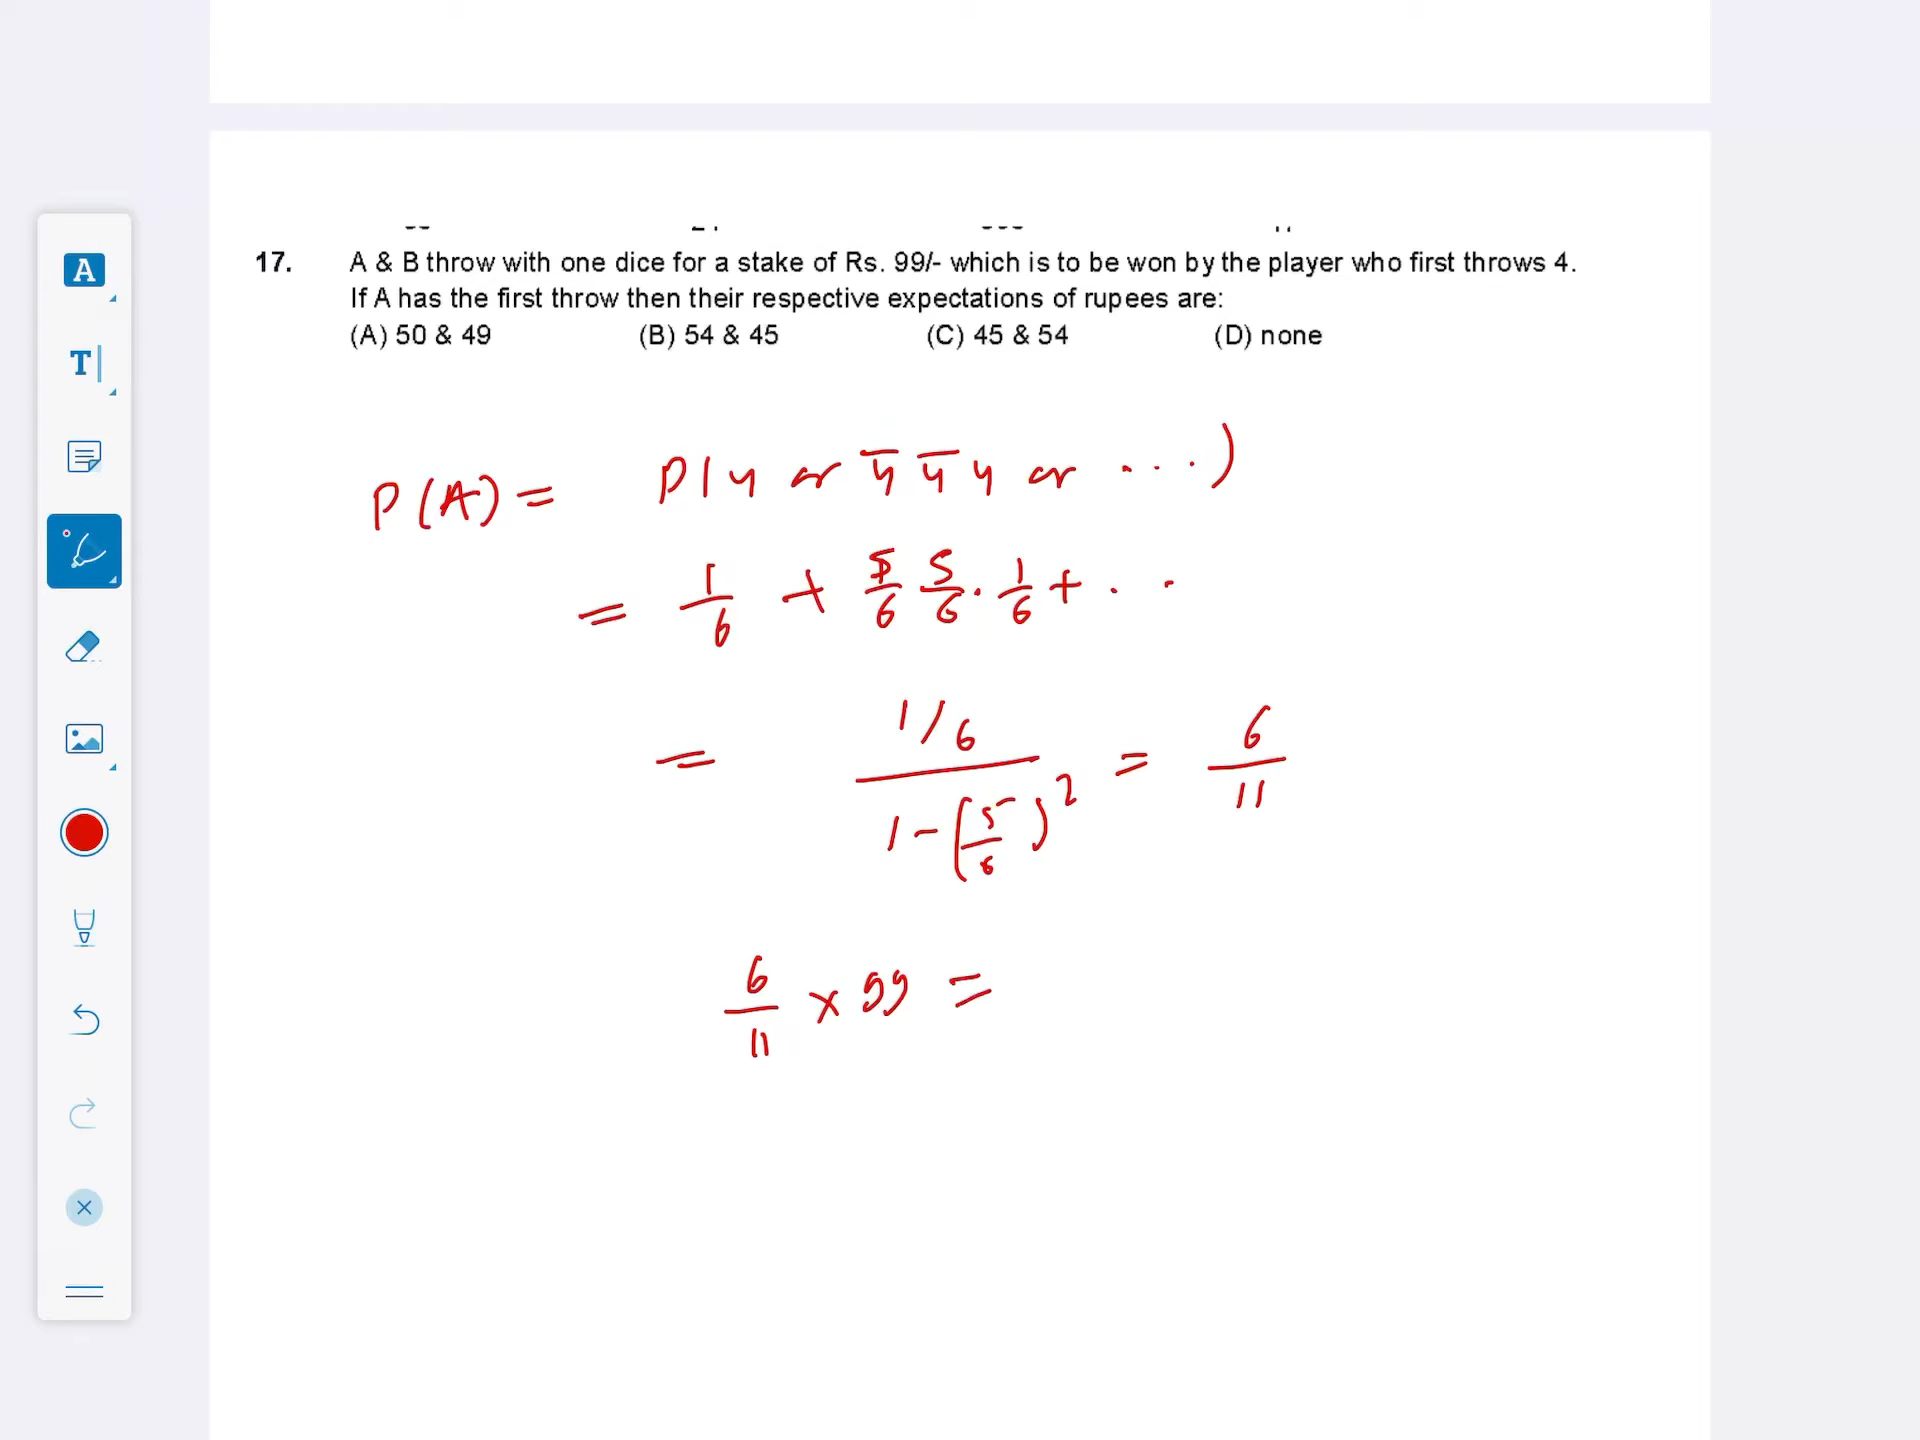 17. A & B throw with one dice for a stake of Rs. 99/- which is to be won by the player who first throws 4.
If A has the first throw then their respective expectations of rupees are:
(A) 50 & 49 (B) 54 & 45 (C) 45 & 54 (D) none
P(A) = P(4 or 4̅ 4̅ 4 or ...)
= 1/6 + 5/6 5/6 · 1/6 + . .
= (1/6)/(1-(5/6)²) = 6/11
6/11 × 99 =
A
T